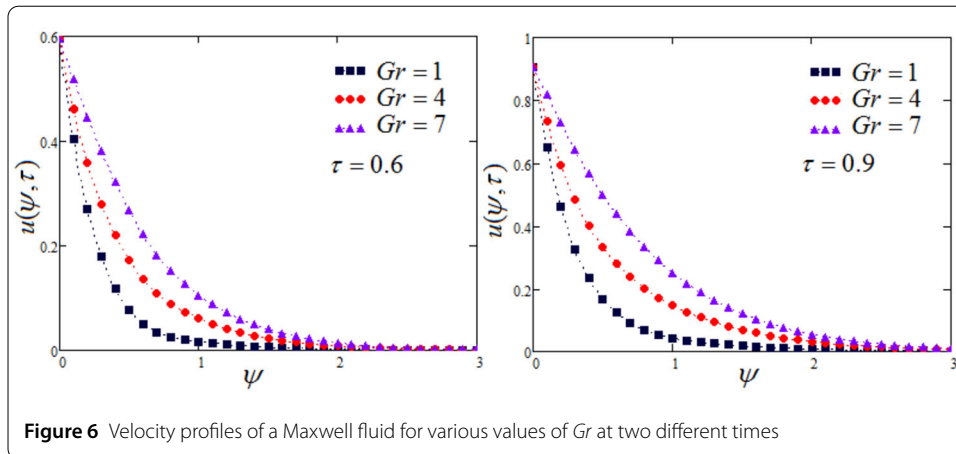 0.6
0.4
0.2
0
u(ψ, τ)
0
1
2
3
ψ
Gr = 1
Gr = 4
Gr = 7
τ = 0.6
1
0.8
0.6
0.4
0.2
0
u(ψ, τ)
0
1
2
3
ψ
Gr = 1
Gr = 4
Gr = 7
τ = 0.9
Figure 6 Velocity profiles of a Maxwell fluid for various values of Gr at two different times